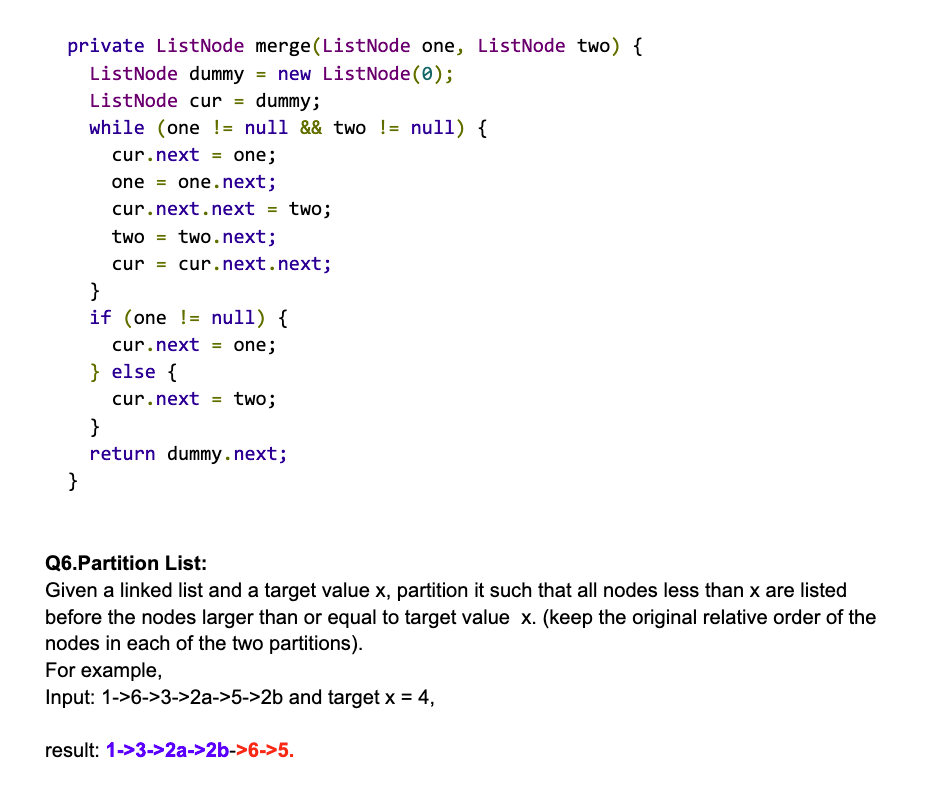 private ListNode merge(ListNode one, ListNode two) {
ListNode dummy = new ListNode(0);
ListNode cur = dummy;
while (one != null && two != null) {
cur.next = one;
one = one.next;
cur.next.next = two;
two = two.next;
cur = cur.next.next;
}
if (one != null) {
cur.next = one;
} else {
cur.next = two;
}
return dummy.next;
}
Q6.Partition List:
Given a linked list and a target value x, partition it such that all nodes less than x are listed
before the nodes larger than or equal to target value  x. (keep the original relative order of the
nodes in each of the two partitions).
For example,
Input: 1->6->3->2a->5->2b and target x = 4,
result: 1->3->2a->2b->6->5.